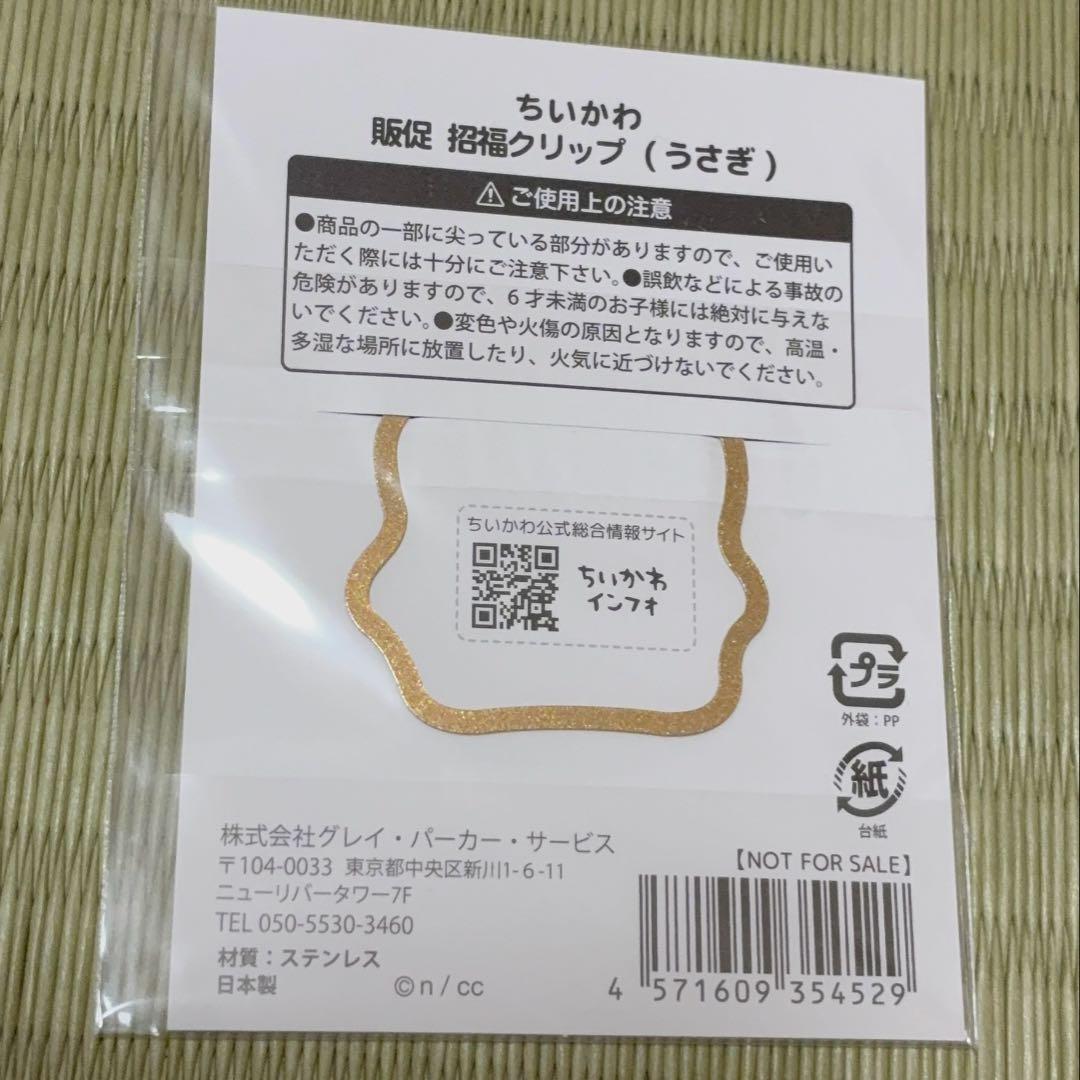 ちいかわ
販促 招福クリップ(うさぎ)
ご使用上の注意
●商品の一部に尖っている部分がありますので、ご使用い
ただく際には十分にご注意下さい。●誤飲などによる事故の
危険がありますので、6才未満のお子様には絶対に与えな
いでください。●変色や火傷の原因となりますので、高温・
多湿な場所に放置したり、火気に近づけないでください。
ちいかわ公式総合情報サイト
ちいかわ
インフォ
プラ
外袋:PP
紙
台紙
株式会社グレイ・パーカー・サービス
〒104-0033 東京都中央区新川1-6-11
ニューリバータワー7F
TEL 050-5530-3460
材質:ステンレス
日本製
©n / cc
【NOT FOR SALE】
4 571609 354529